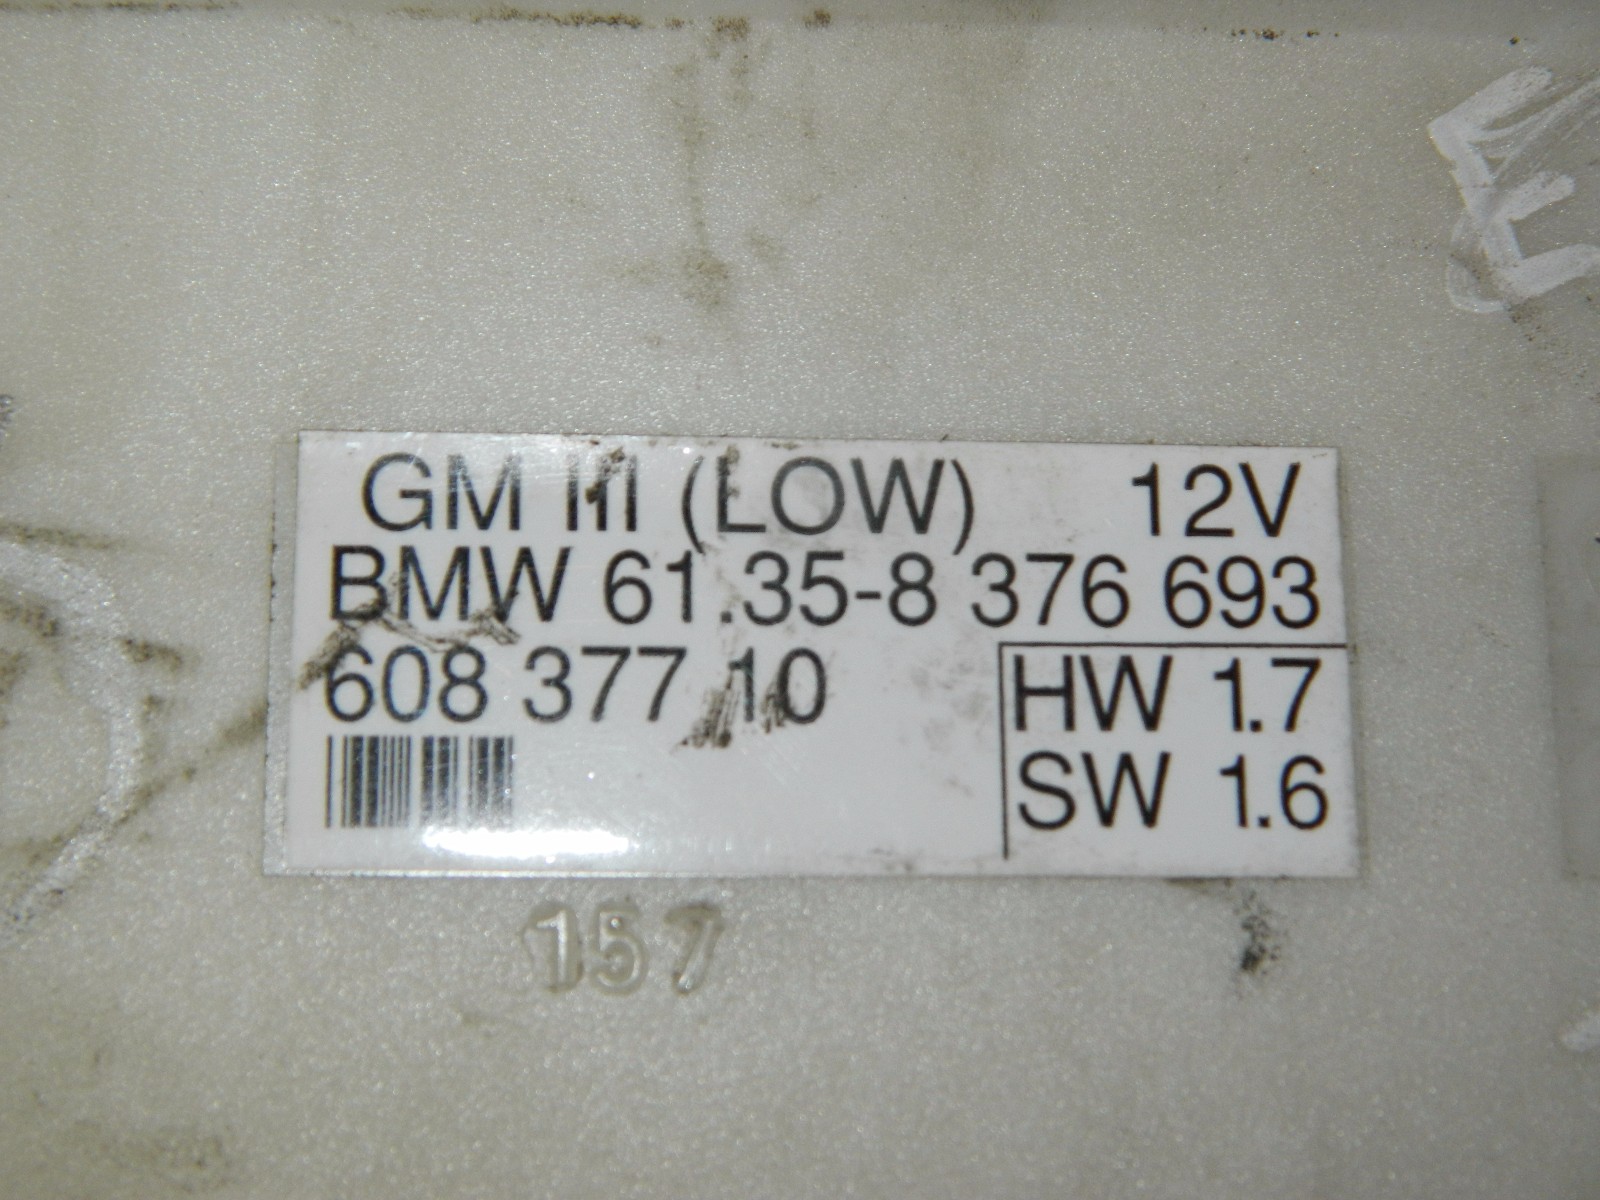 GM III (LOW) 12V
BMW 61.35-8 376 693
608 377 10
HW 1.7
SW 1.6
157